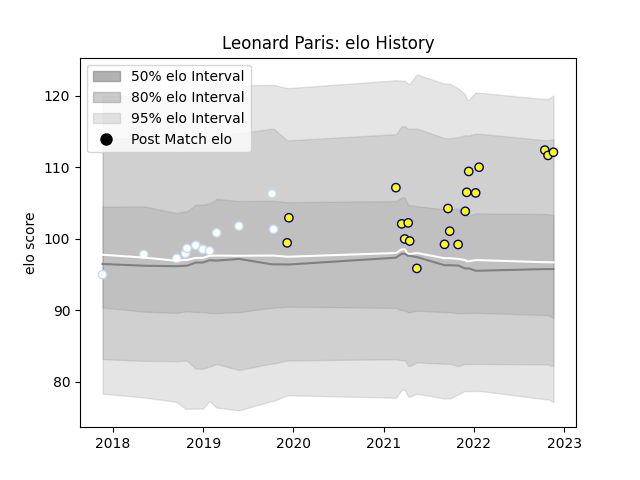 Leonard Paris: elo History
50% elo Interval
80% elo Interval
95% elo Interval
Post Match elo
elo score
120
110
100
90
80
2018 2019 2020 2021 2022 2023